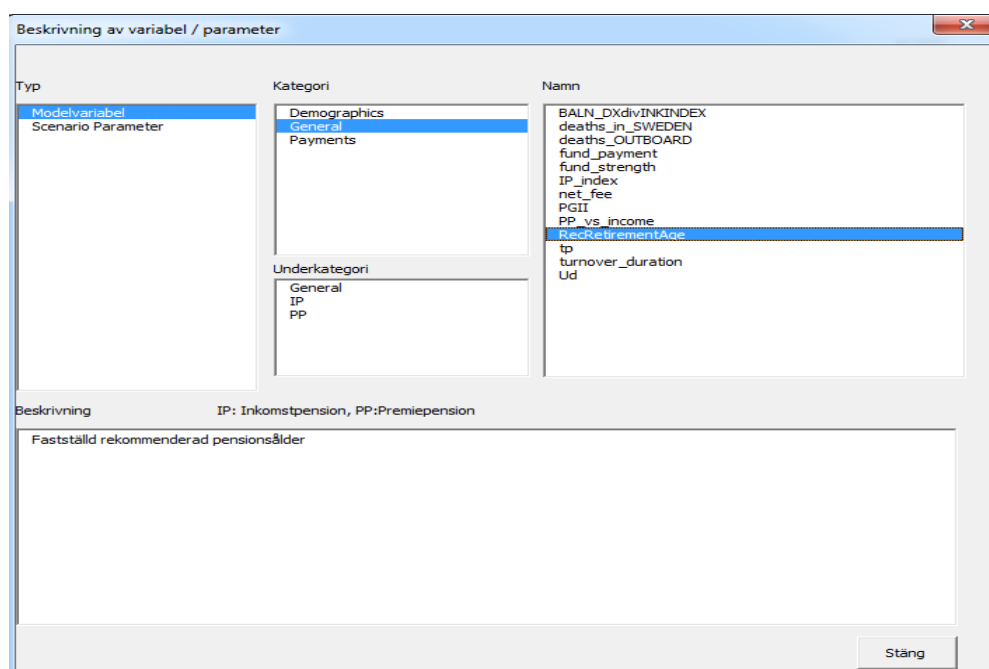 Beskrivning av variabel / parameter
Typ
Modelvariabel
Scenario Parameter
Kategori
Demographics
General
Payments
Underkategori
General
IP
PP
Namn
BALN_DXdivINKINDEX
deaths_in_SWEDEN
deaths_OUTBOARD
fund_payment
fund_strength
IP_index
net_fee
PGII
PP_vs_income
RecRetirementAge
tp
turnover_duration
Ud
Beskrivning
IP: Inkomstpension, PP:Premiepension
Fastställd rekommenderad pensionsålder
Stäng